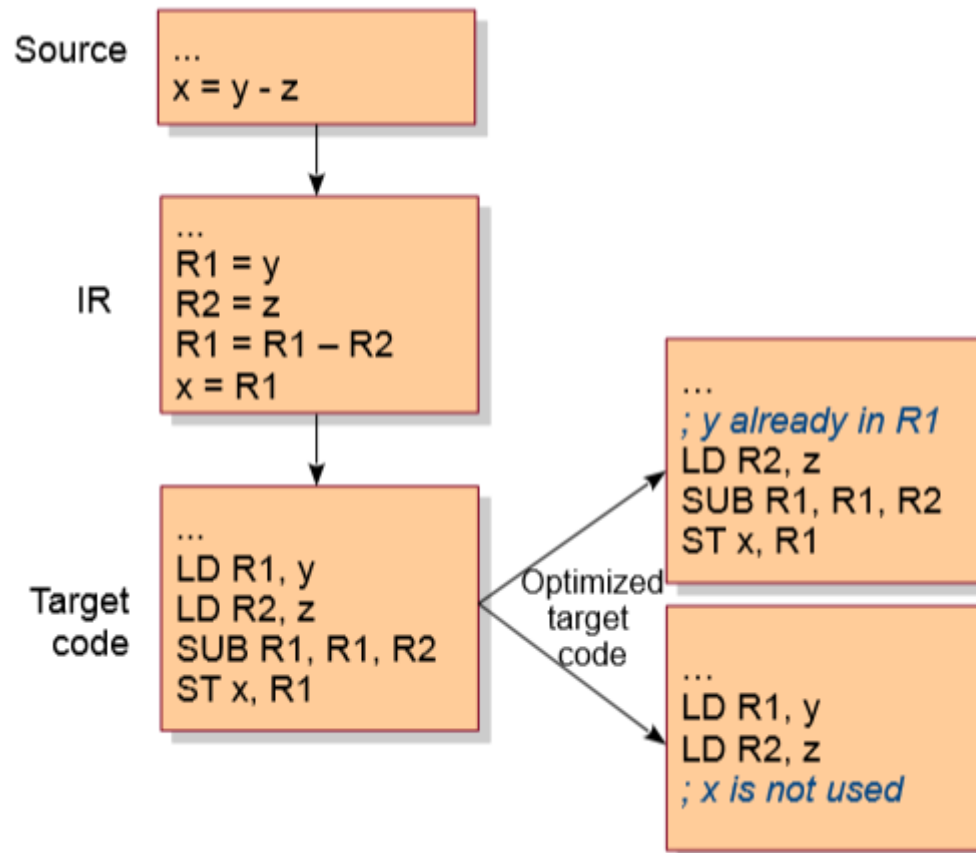 Source
...
x = y - z
IR
...
R1 = y
R2 = z
R1 = R1 – R2
x = R1
Target
code
...
LD R1, y
LD R2, z
SUB R1, R1, R2
ST x, R1
Optimized
target
code
...
; y already in R1
LD R2, z
SUB R1, R1, R2
ST x, R1
...
LD R1, y
LD R2, z
; x is not used